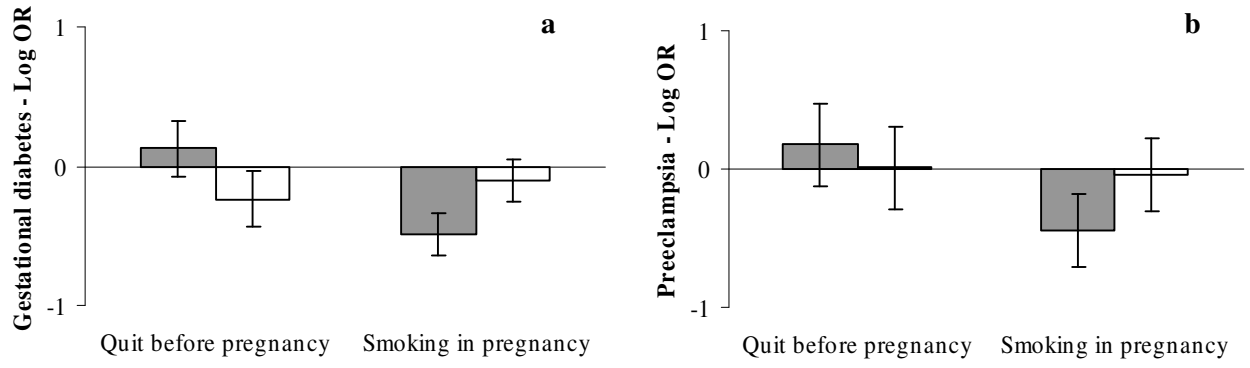 a
Gestational diabetes - Log OR
1
0
-1
Quit before pregnancy
Smoking in pregnancy
b
Preeclampsia - Log OR
1
0
-1
Quit before pregnancy
Smoking in pregnancy